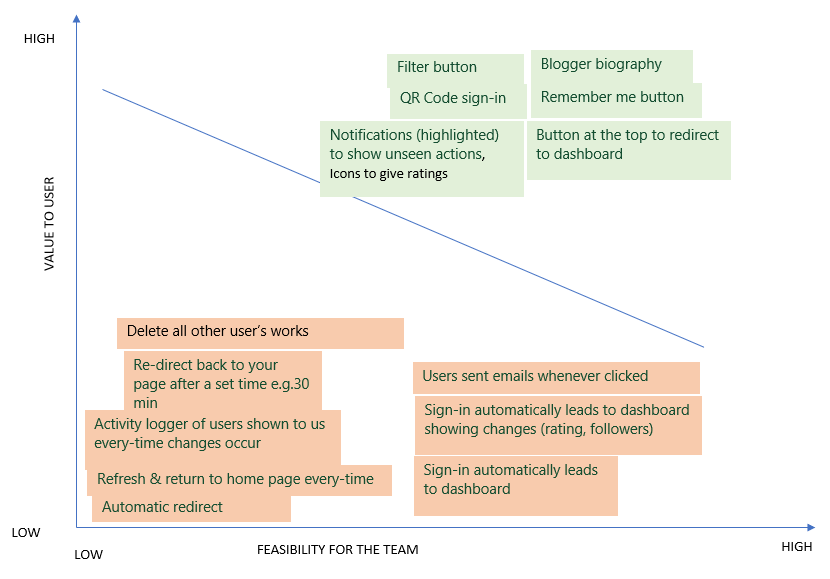 HIGH
Filter button
Blogger biography
QR Code sign-in
Remember me button
Notifications (highlighted)
to show unseen actions,
Icons to give ratings
Button at the top to redirect
to dashboard
VALUE TO USER
Delete all other user's works
Re-direct back to your
page after a set time e.g.30
min
Activity logger of users shown to us
every-time changes occur
Refresh & return to home page every-time
Automatic redirect
Users sent emails whenever clicked
Sign-in automatically leads to dashboard
showing changes (rating, followers)
Sign-in automatically leads
to dashboard
LOW
LOW
FEASIBILITY FOR THE TEAM
HIGH